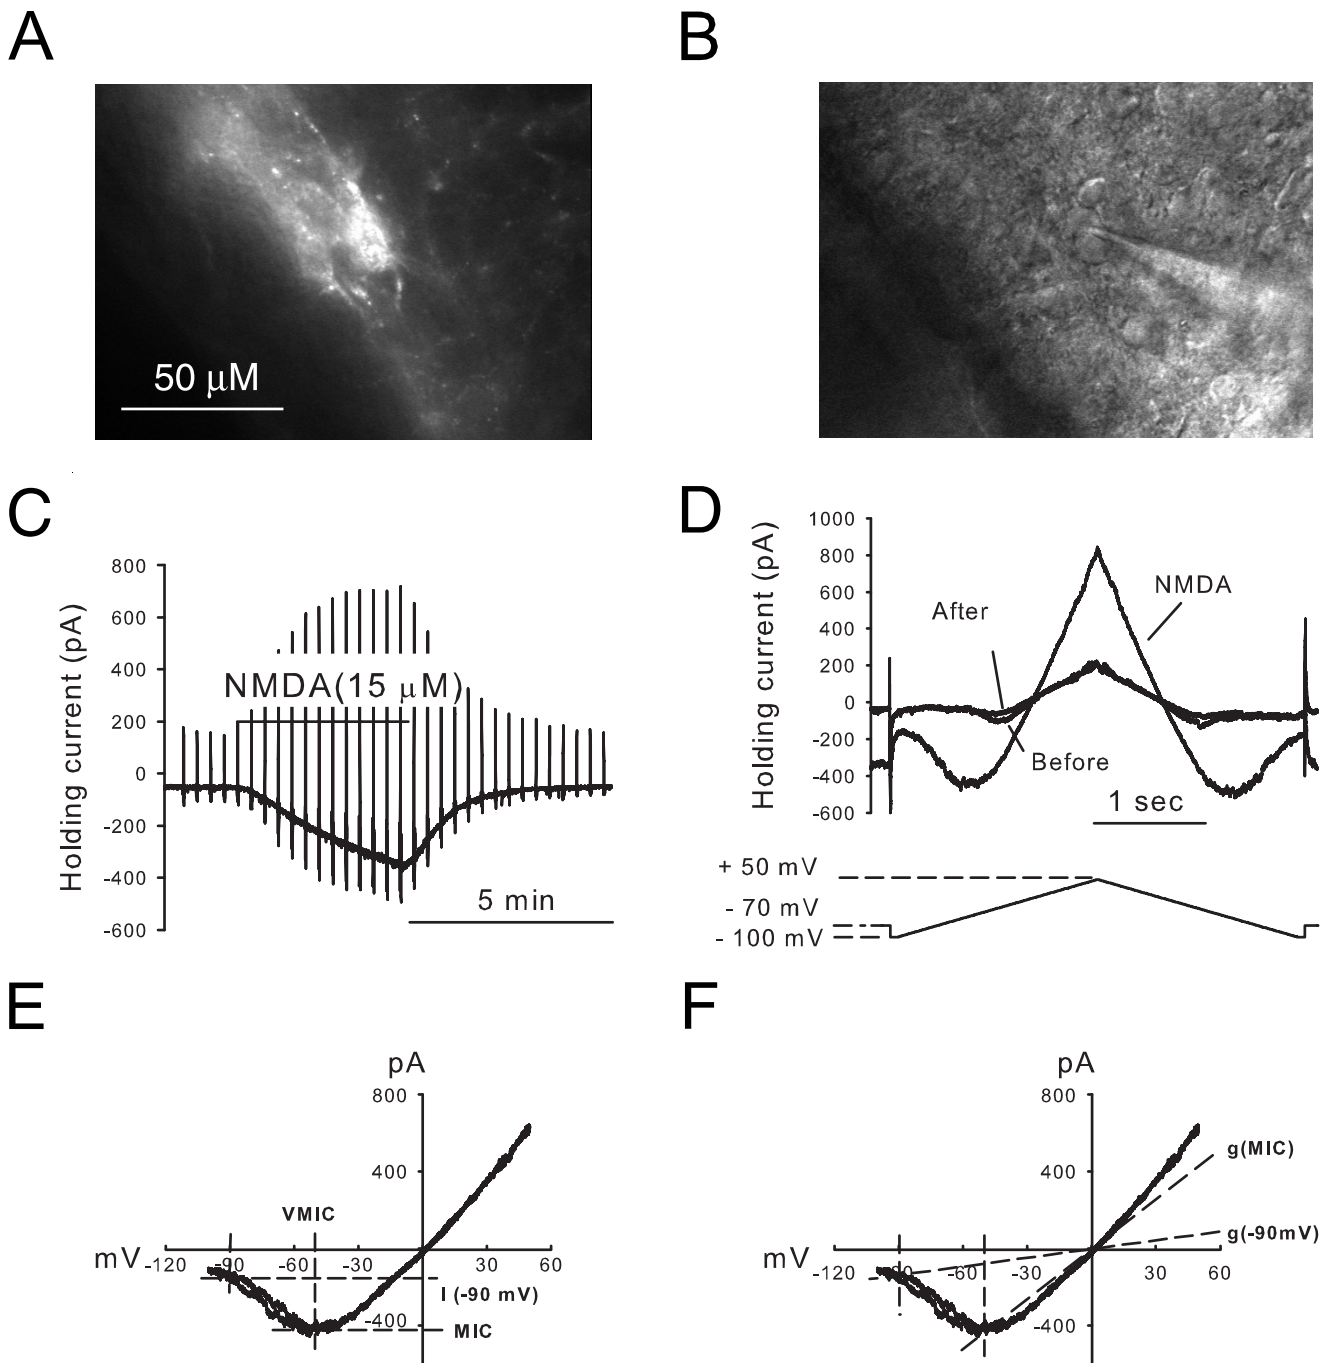 A
B
50 μM
C
Holding current (pA)
800
600
400
200
0
-200
-400
-600
NMDA(15 μM)
5 min
D
Holding current (pA)
1000
800
600
400
200
0
-200
-400
-600
After
NMDA
Before
1 sec
+ 50 mV
- 70 mV
- 100 mV
E
pA
800
400
VMIC
mV
-120
-90
-60
-30
30
60
I (-90 mV)
-400
MIC
F
pA
800
400
g(MIC)
g(-90mV)
mV
-120
-90
-60
-30
30
60
-400